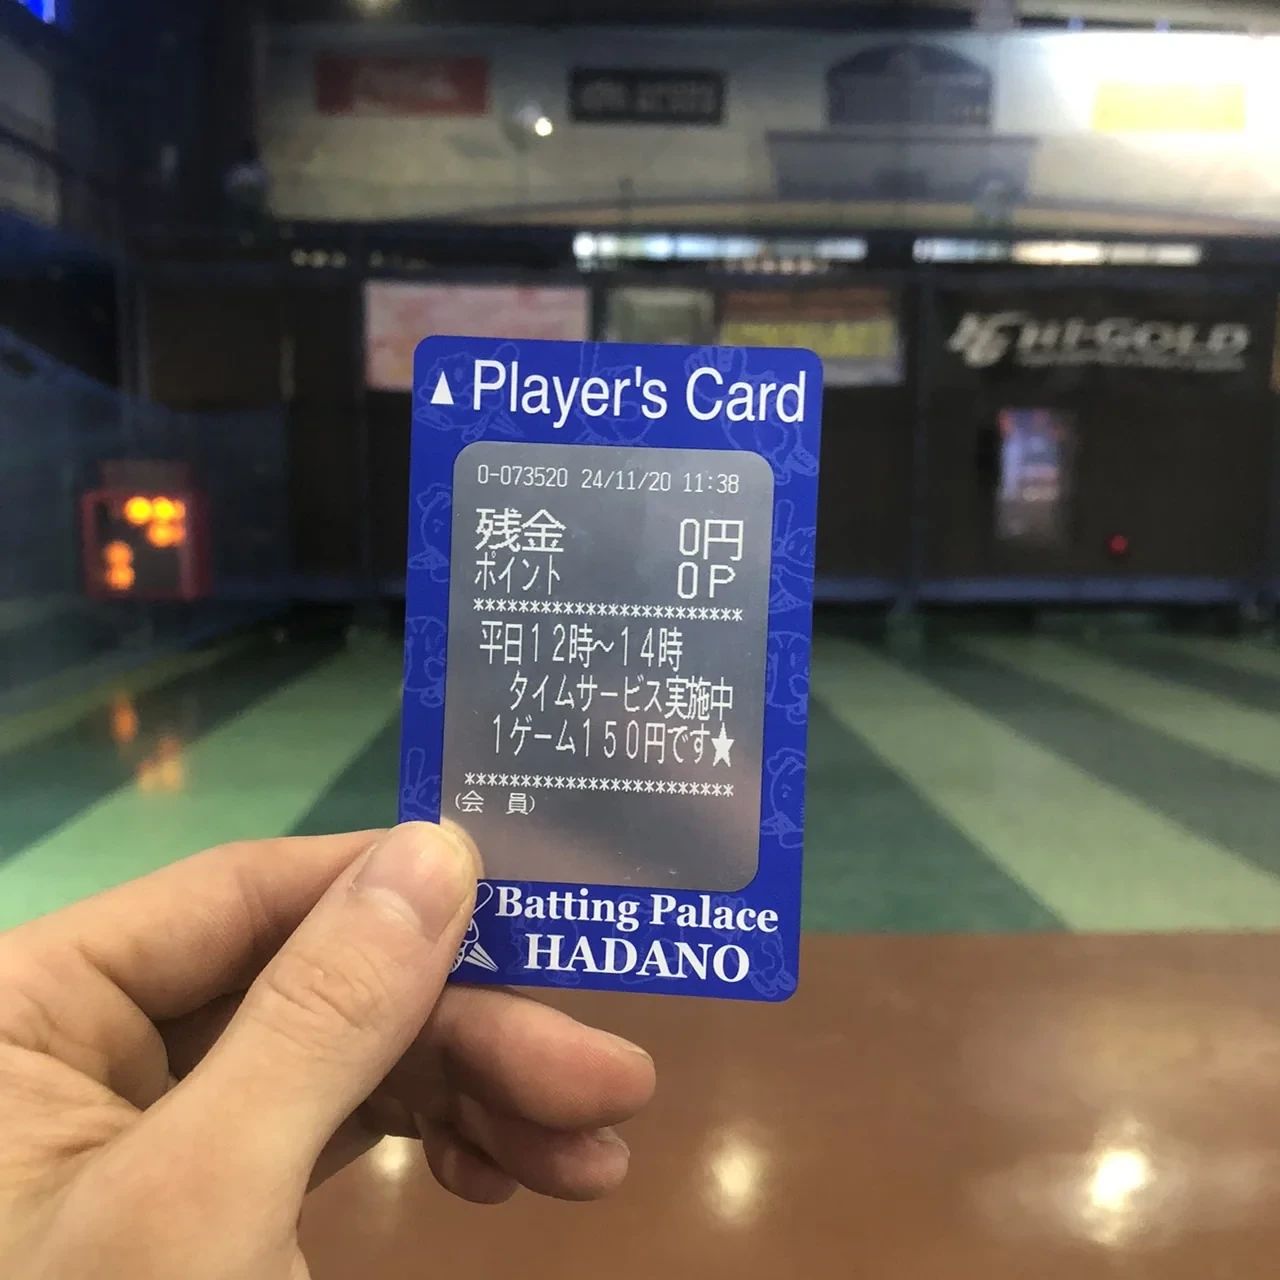 HI-GOLD
▲ Player's Card
0-073520 24/11/20 11:38
残金 0円
ポイント 0P
************************
平日12時~14時
タイムサービス実施中
1ゲーム150円です★
************************
(会 員)
Batting Palace
HADANO